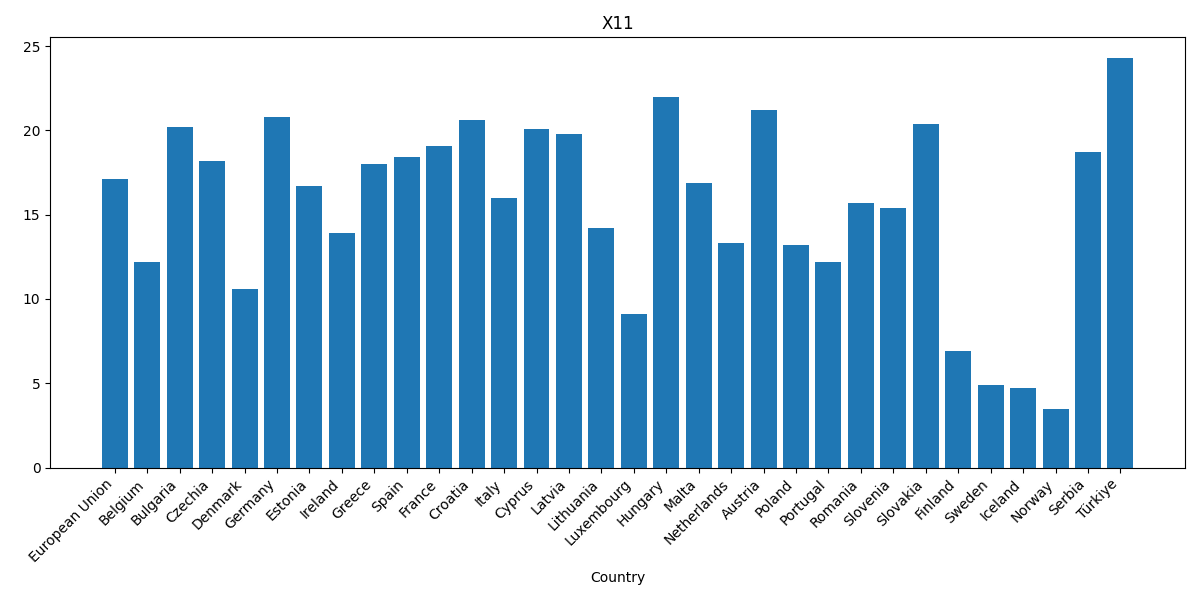 X11
25
20
15
10
5
0
European Union
Belgium
Bulgaria
Czechia
Denmark
Germany
Estonia
Ireland
Greece
Spain
France
Croatia
Italy
Cyprus
Latvia
Lithuania
Luxembourg
Hungary
Malta
Netherlands
Austria
Poland
Portugal
Romania
Slovenia
Slovakia
Finland
Sweden
Iceland
Norway
Serbia
Türkiye
Country